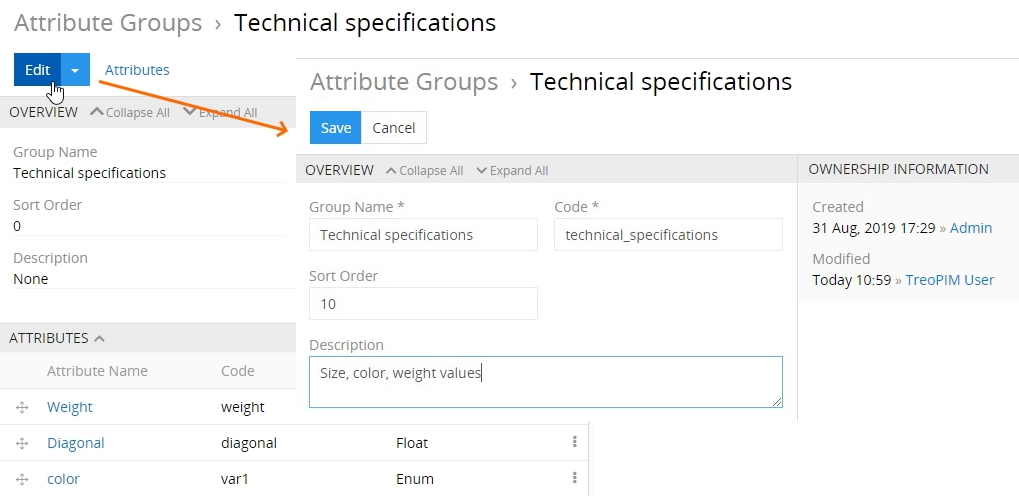 Attribute Groups › Technical specifications
Edit Attributes
OVERVIEW Collapse All Expand All
Group Name
Technical specifications
Sort Order
0
Description
None
ATTRIBUTES
Attribute Name Code
Weight weight
Diagonal diagonal Float
color var1 Enum
Attribute Groups › Technical specifications
Save Cancel
OVERVIEW Collapse All Expand All
Group Name * Code *
Technical specifications technical_specifications
Sort Order
10
Description
Size, color, weight values
OWNERSHIP INFORMATION
Created
31 Aug, 2019 17:29 » Admin
Modified
Today 10:59 » TreoPIM User